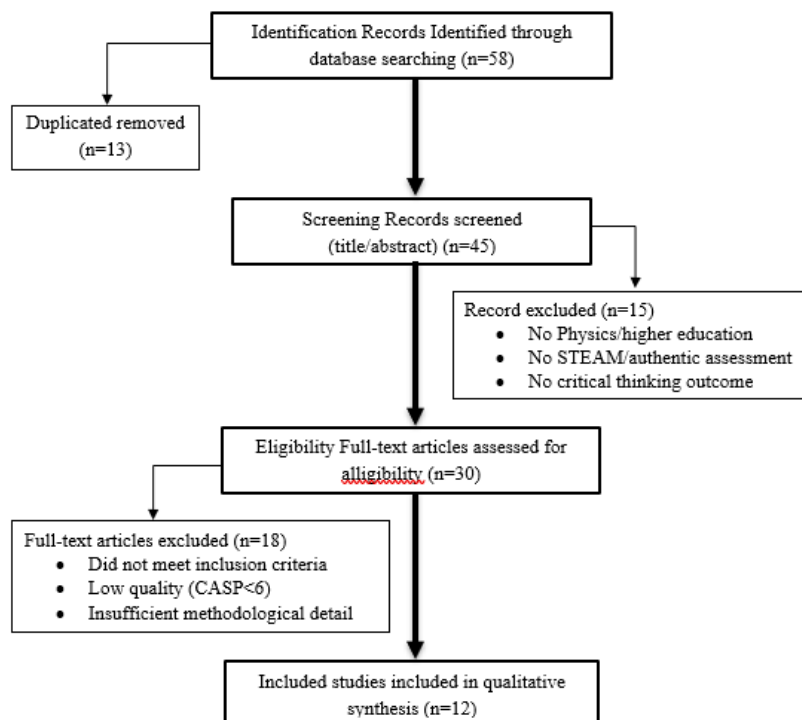 Identification Records Identified through
database searching (n=58)
Duplicated removed
(n=13)
Screening Records screened
(title/abstract) (n=45)
Record excluded (n=15)
• No Physics/higher education
• No STEAM/authentic assessment
• No critical thinking outcome
Eligibility Full-text articles assessed for
alligibility (n=30)
Full-text articles excluded (n=18)
• Did not meet inclusion criteria
• Low quality (CASP<6)
• Insufficient methodological detail
Included studies included in qualitative
synthesis (n=12)